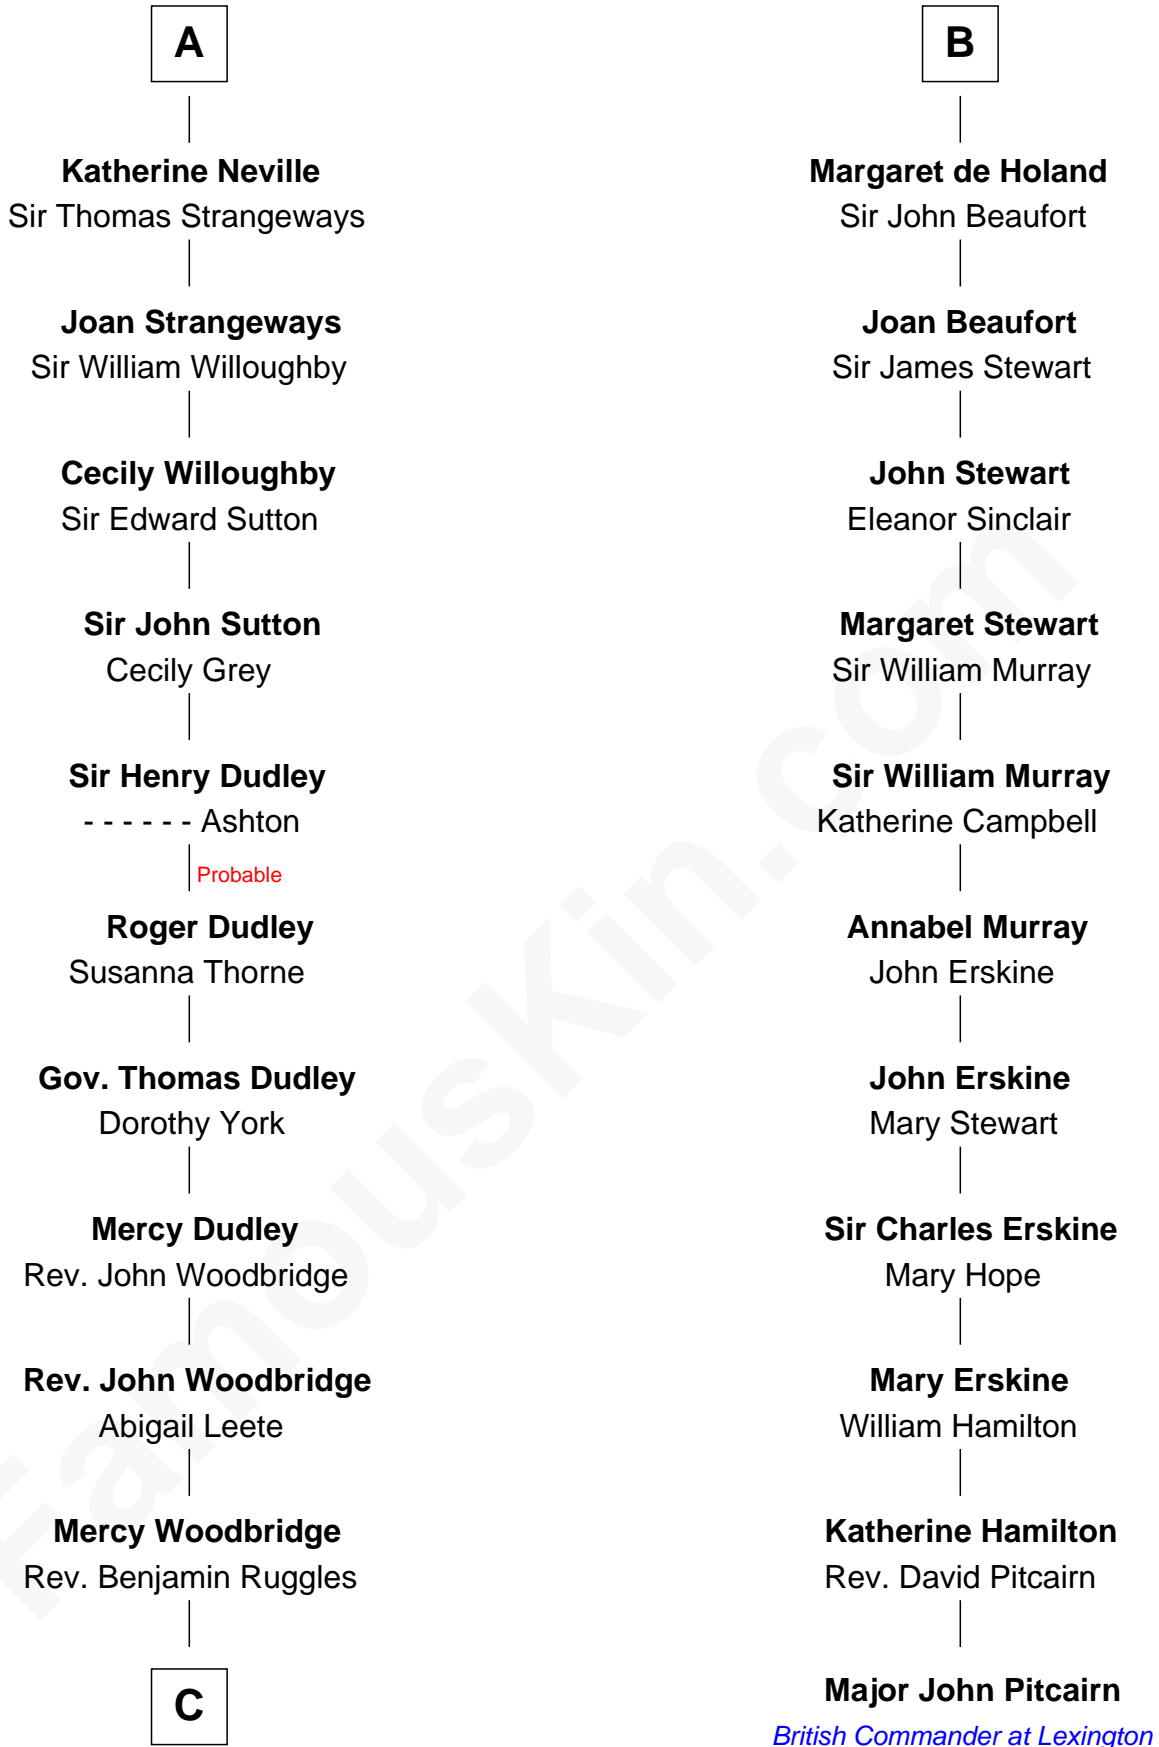 A
Katherine Neville
Sir Thomas Strangeways
Joan Strangeways
Sir William Willoughby
Cecily Willoughby
Sir Edward Sutton
Sir John Sutton
Cecily Grey
Sir Henry Dudley
- - - - - - Ashton
Probable
Roger Dudley
Susanna Thorne
Gov. Thomas Dudley
Dorothy York
Mercy Dudley
Rev. John Woodbridge
Rev. John Woodbridge
Abigail Leete
Mercy Woodbridge
Rev. Benjamin Ruggles
C
B
Margaret de Holand
Sir John Beaufort
Joan Beaufort
Sir James Stewart
John Stewart
Eleanor Sinclair
Margaret Stewart
Sir William Murray
Sir William Murray
Katherine Campbell
Annabel Murray
John Erskine
John Erskine
Mary Stewart
Sir Charles Erskine
Mary Hope
Mary Erskine
William Hamilton
Katherine Hamilton
Rev. David Pitcairn
Major John Pitcairn
British Commander at Lexington
FamousKin.com